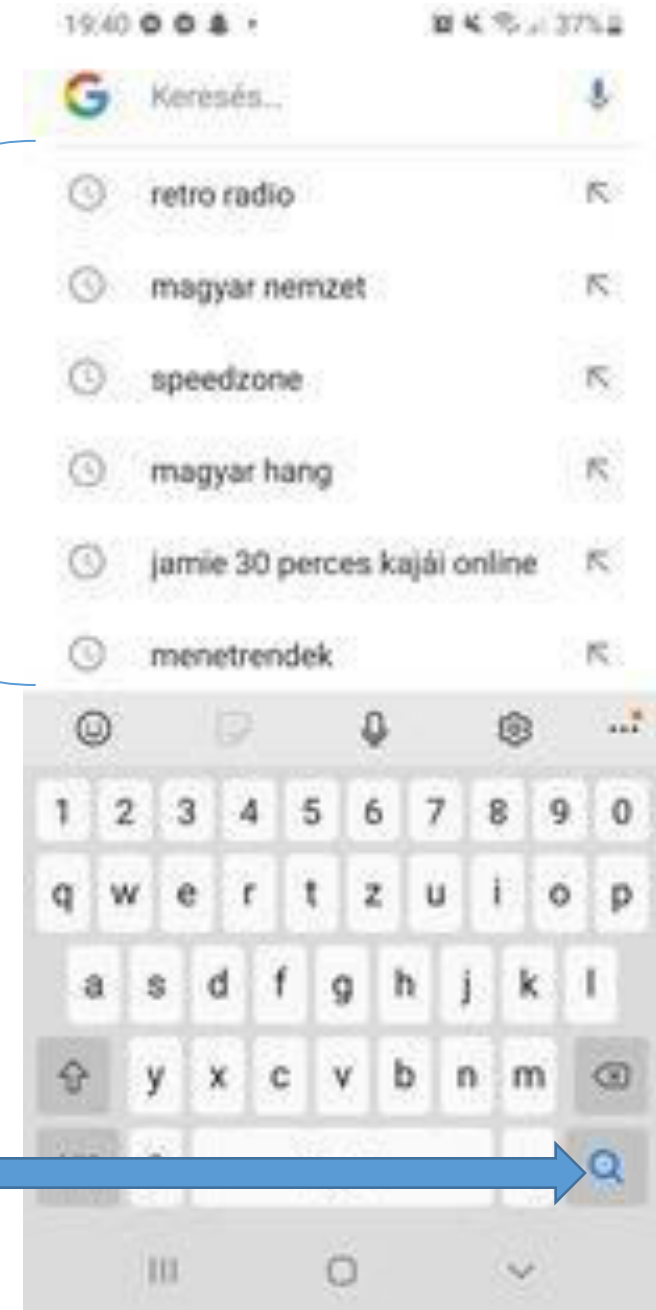 19:40 37%
Keresés...
retro radio
magyar nemzet
speedzone
magyar hang
jamie 30 perces kajái online
menetrendek
1 2 3 4 5 6 7 8 9 0
q w e r t z u i o p
a s d f g h j k l
y x c v b n m